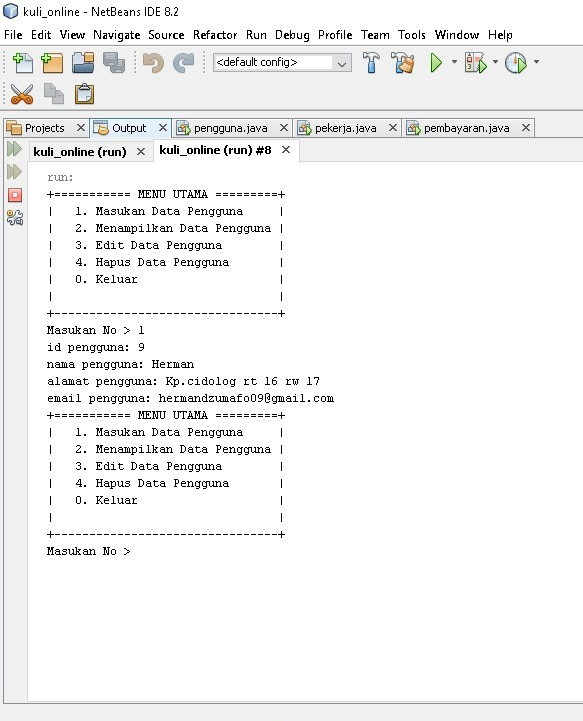 kuli_online - NetBeans IDE 8.2
File Edit View Navigate Source Refactor Run Debug Profile Team Tools Window Help
<default config>
Projects Output pengguna.java pekerja.java pembayaran.java
kuli_online (run) kuli_online (run) #8
run:
+=========== MENU UTAMA =========+
|   1. Masukan Data Pengguna     |
|   2. Menampilkan Data Pengguna |
|   3. Edit Data Pengguna        |
|   4. Hapus Data Pengguna       |
|   0. Keluar                    |
|                                |
+--------------------------------+
Masukan No > 1
id pengguna: 9
nama pengguna: Herman
alamat pengguna: Kp.cidolog rt 16 rw 17
email pengguna: hermandzumafo09@gmail.com
+=========== MENU UTAMA =========+
|   1. Masukan Data Pengguna     |
|   2. Menampilkan Data Pengguna |
|   3. Edit Data Pengguna        |
|   4. Hapus Data Pengguna       |
|   0. Keluar                    |
|                                |
+--------------------------------+
Masukan No >